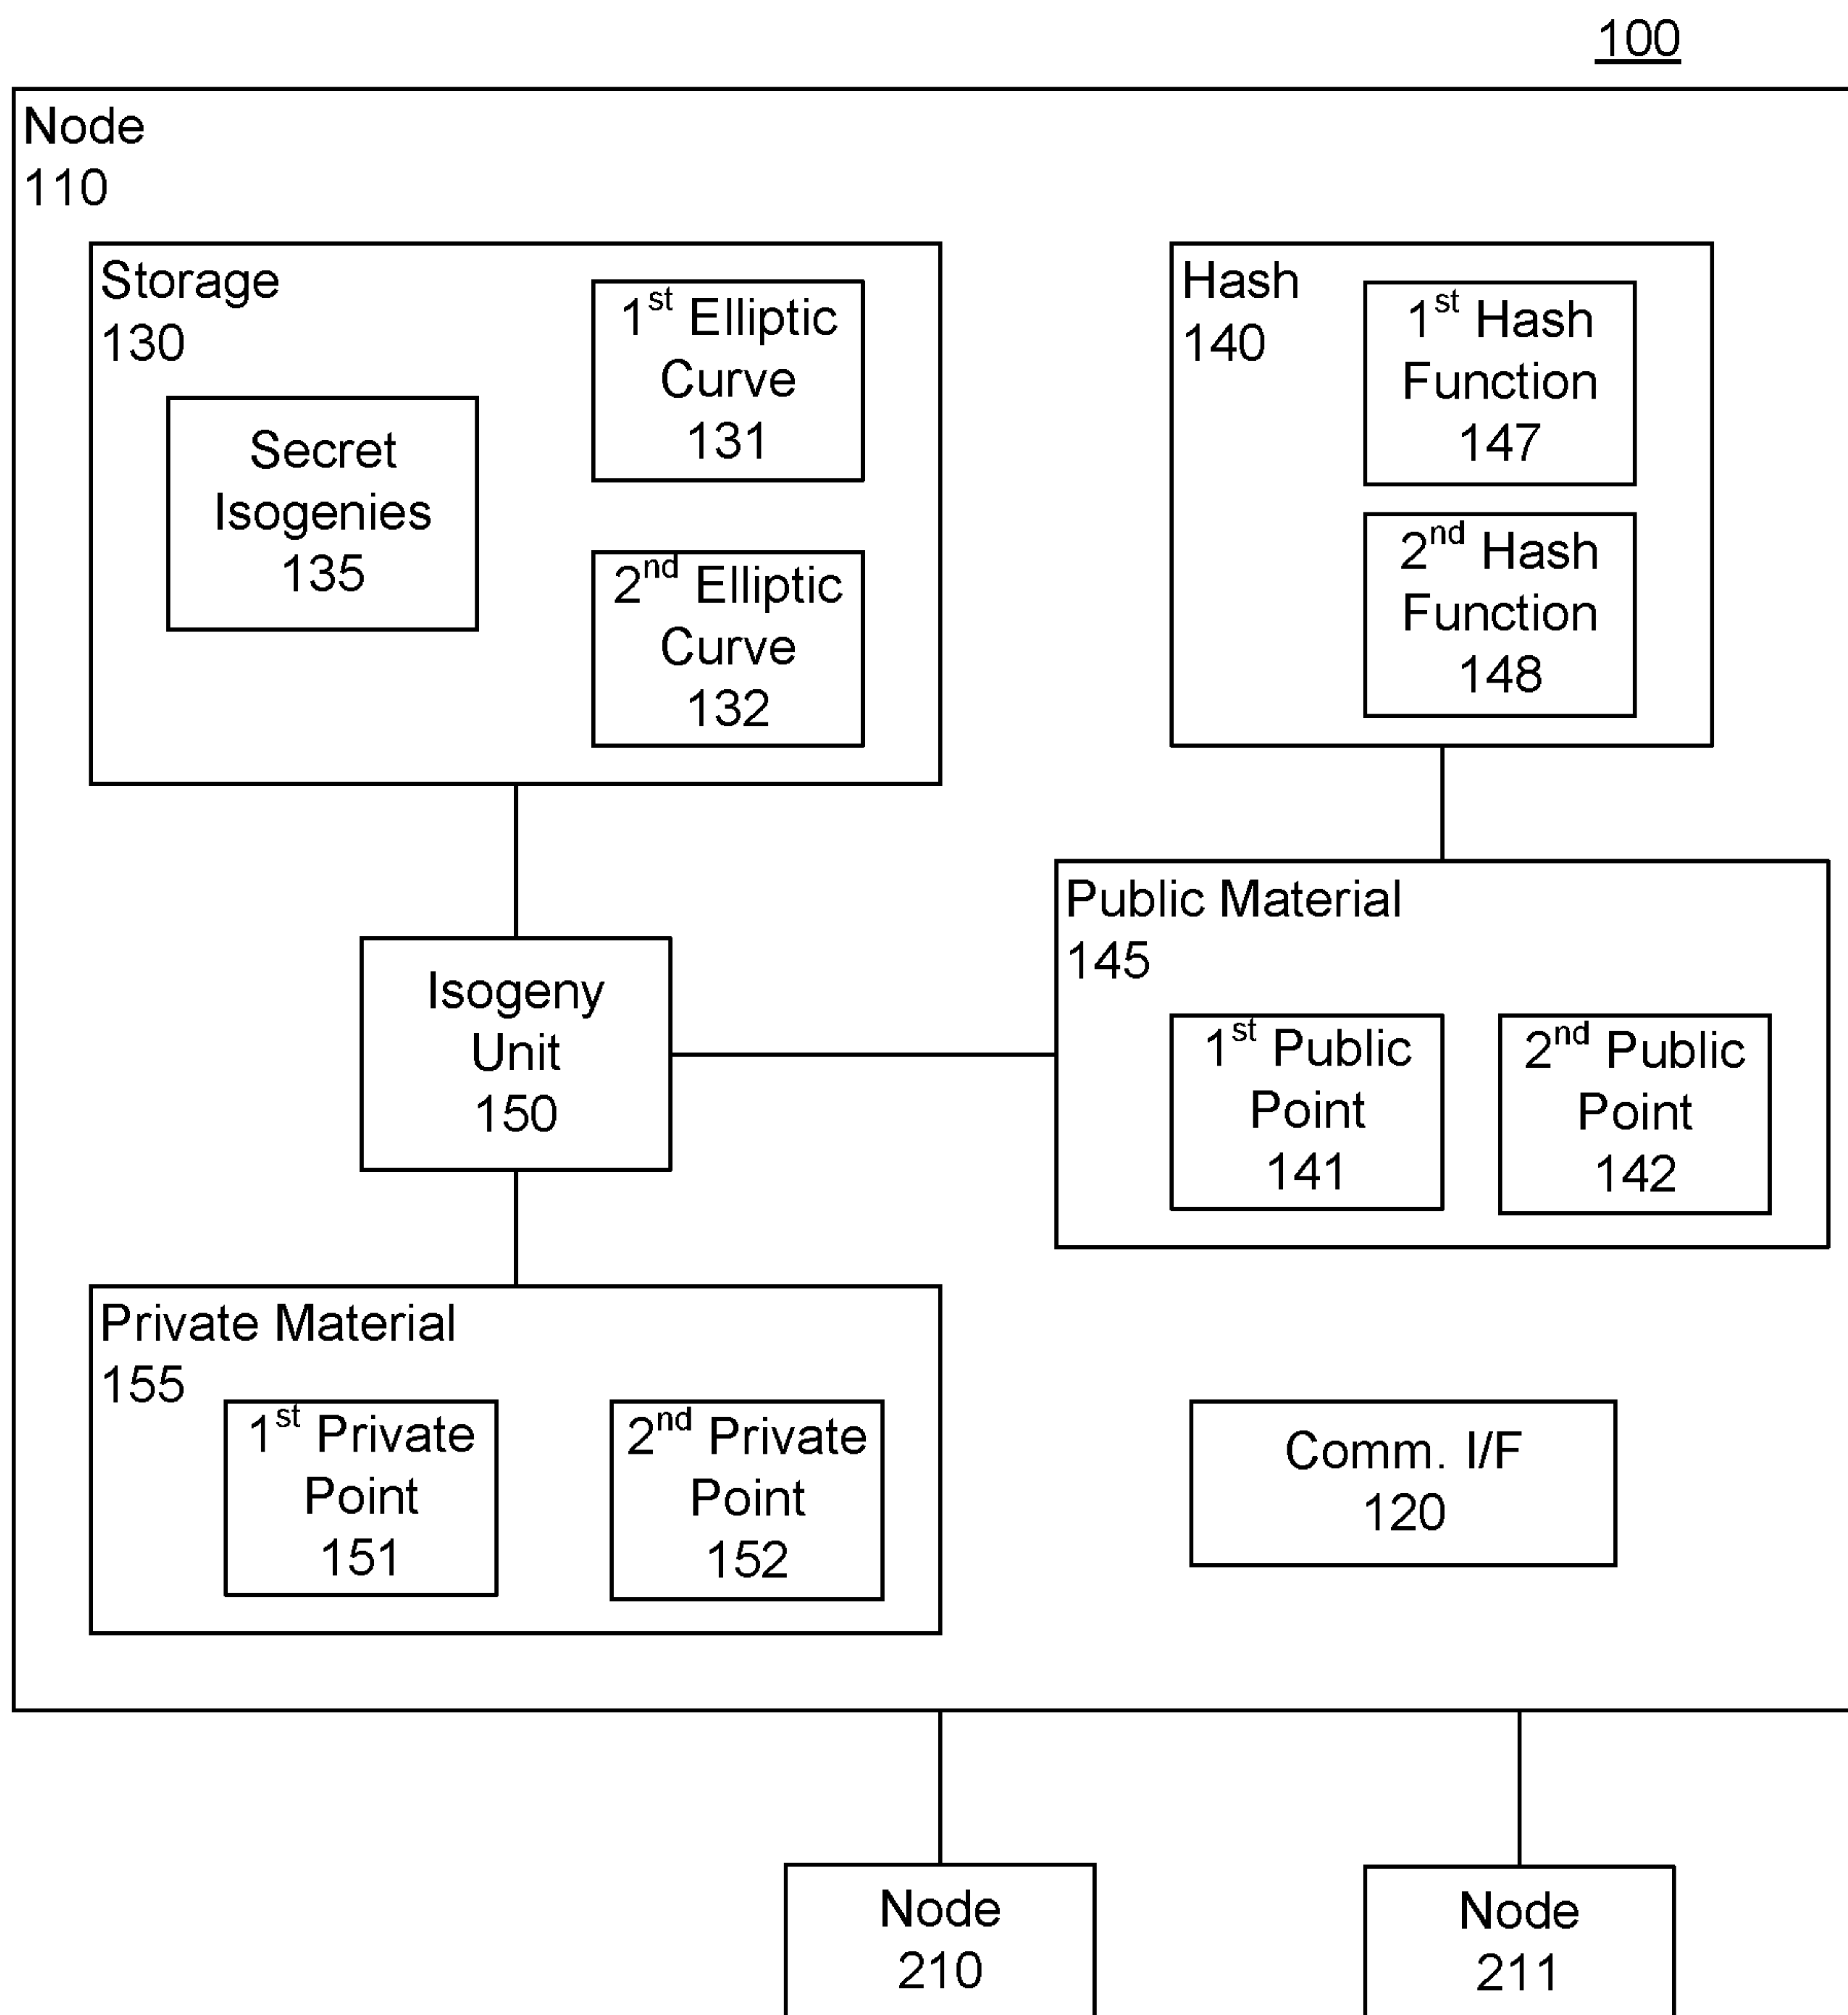 100
Node
110
Storage
130
1st Elliptic
Curve
131
Secret
Isogenies
135
2nd Elliptic
Curve
132
Hash
140
1st Hash
Function
147
2nd Hash
Function
148
Isogeny
Unit
150
Public Material
145
1st Public
Point
141
2nd Public
Point
142
Private Material
155
1st Private
Point
151
2nd Private
Point
152
Comm. I/F
120
Node
210
Node
211